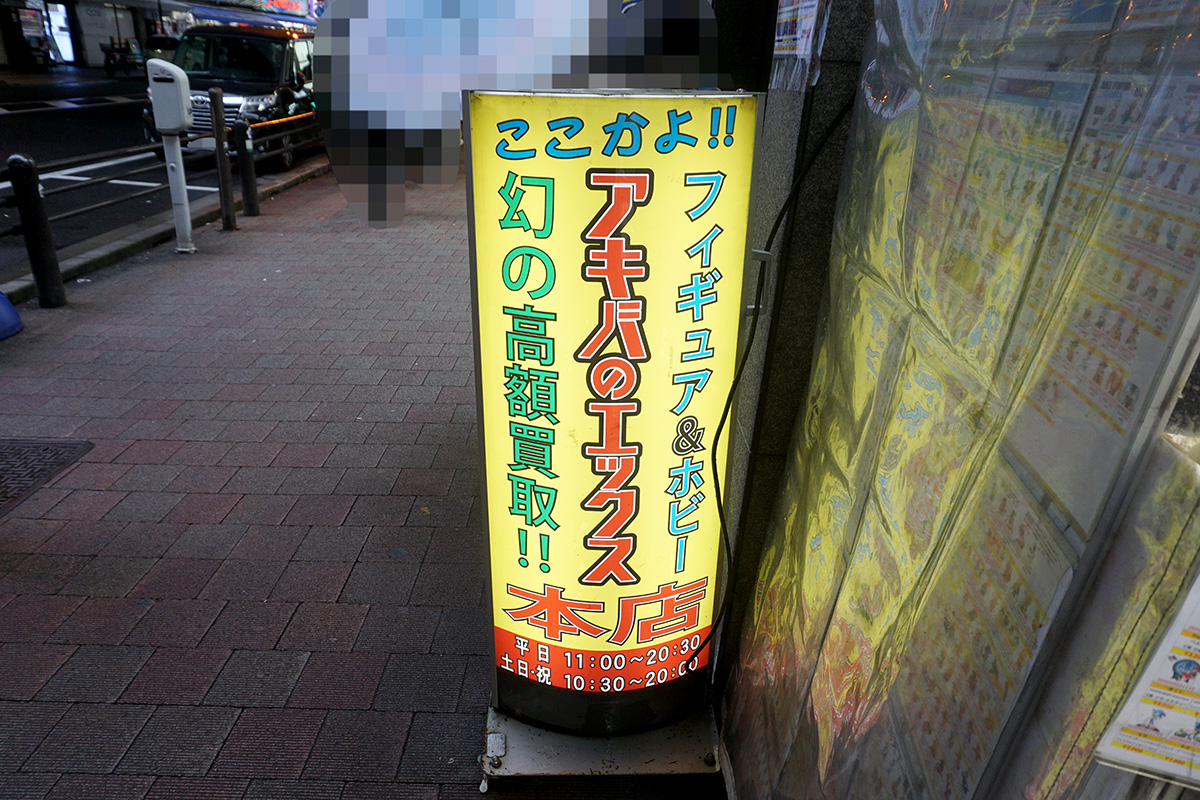 ここかよ!!
フィギュア&ホビー
アキバのエックス
幻の高額買取!!
本店
平日 11:00～20:30
土日・祝 10:30～20:00